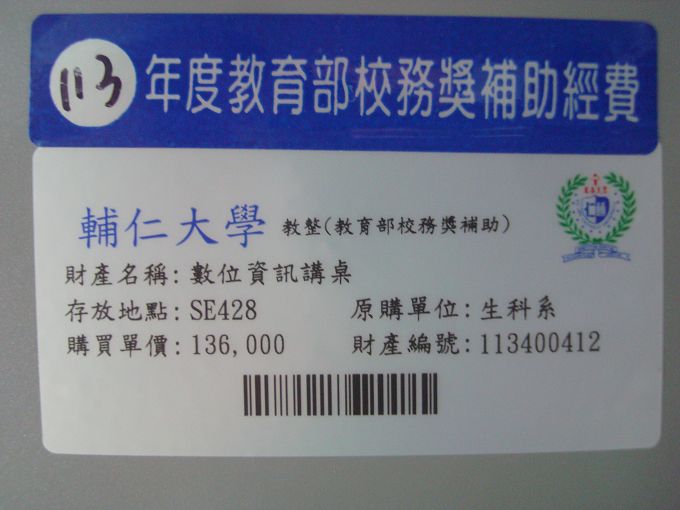 113年度教育部校務獎補助經費
輔仁大學 教整(教育部校務獎補助)
財產名稱: 數位資訊講桌
存放地點: SE428 原購單位: 生科系
購買單價: 136,000 財產編號: 113400412